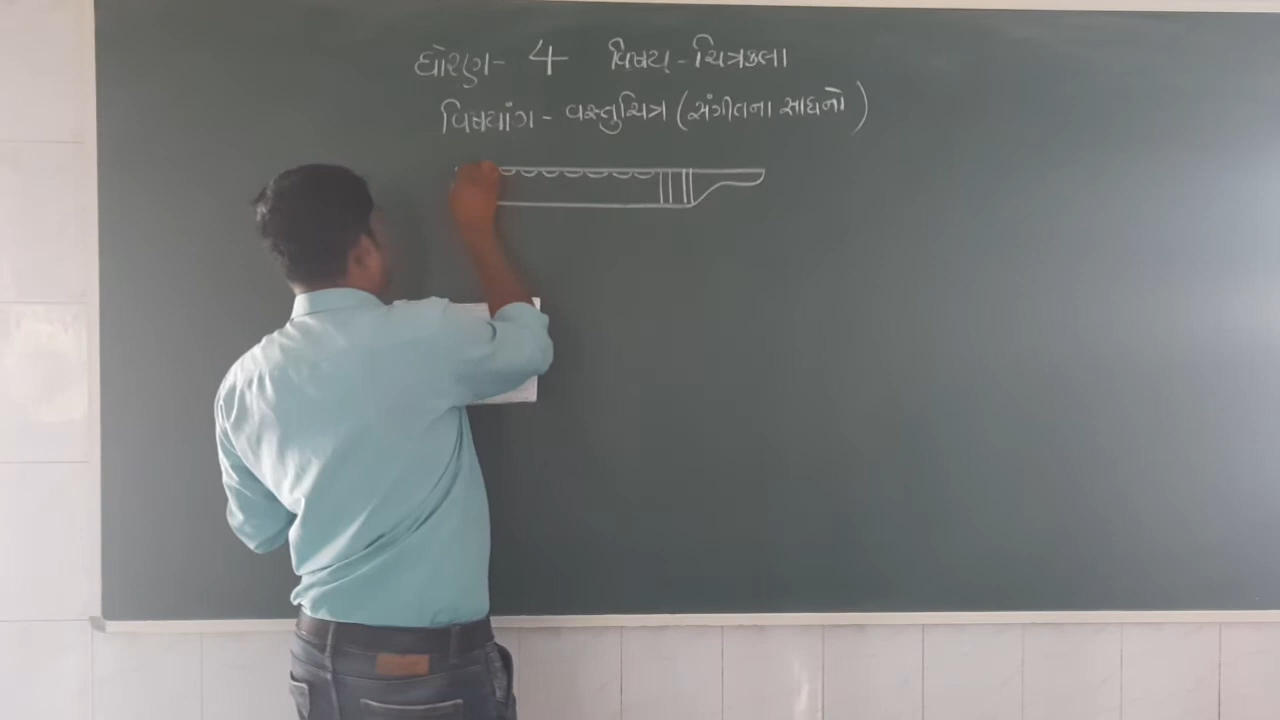 ધોરણ - 4 વિષય - ચિત્રકલા
વિષયાંગ - વસ્તુચિત્ર (સંગીતના સાધનો)